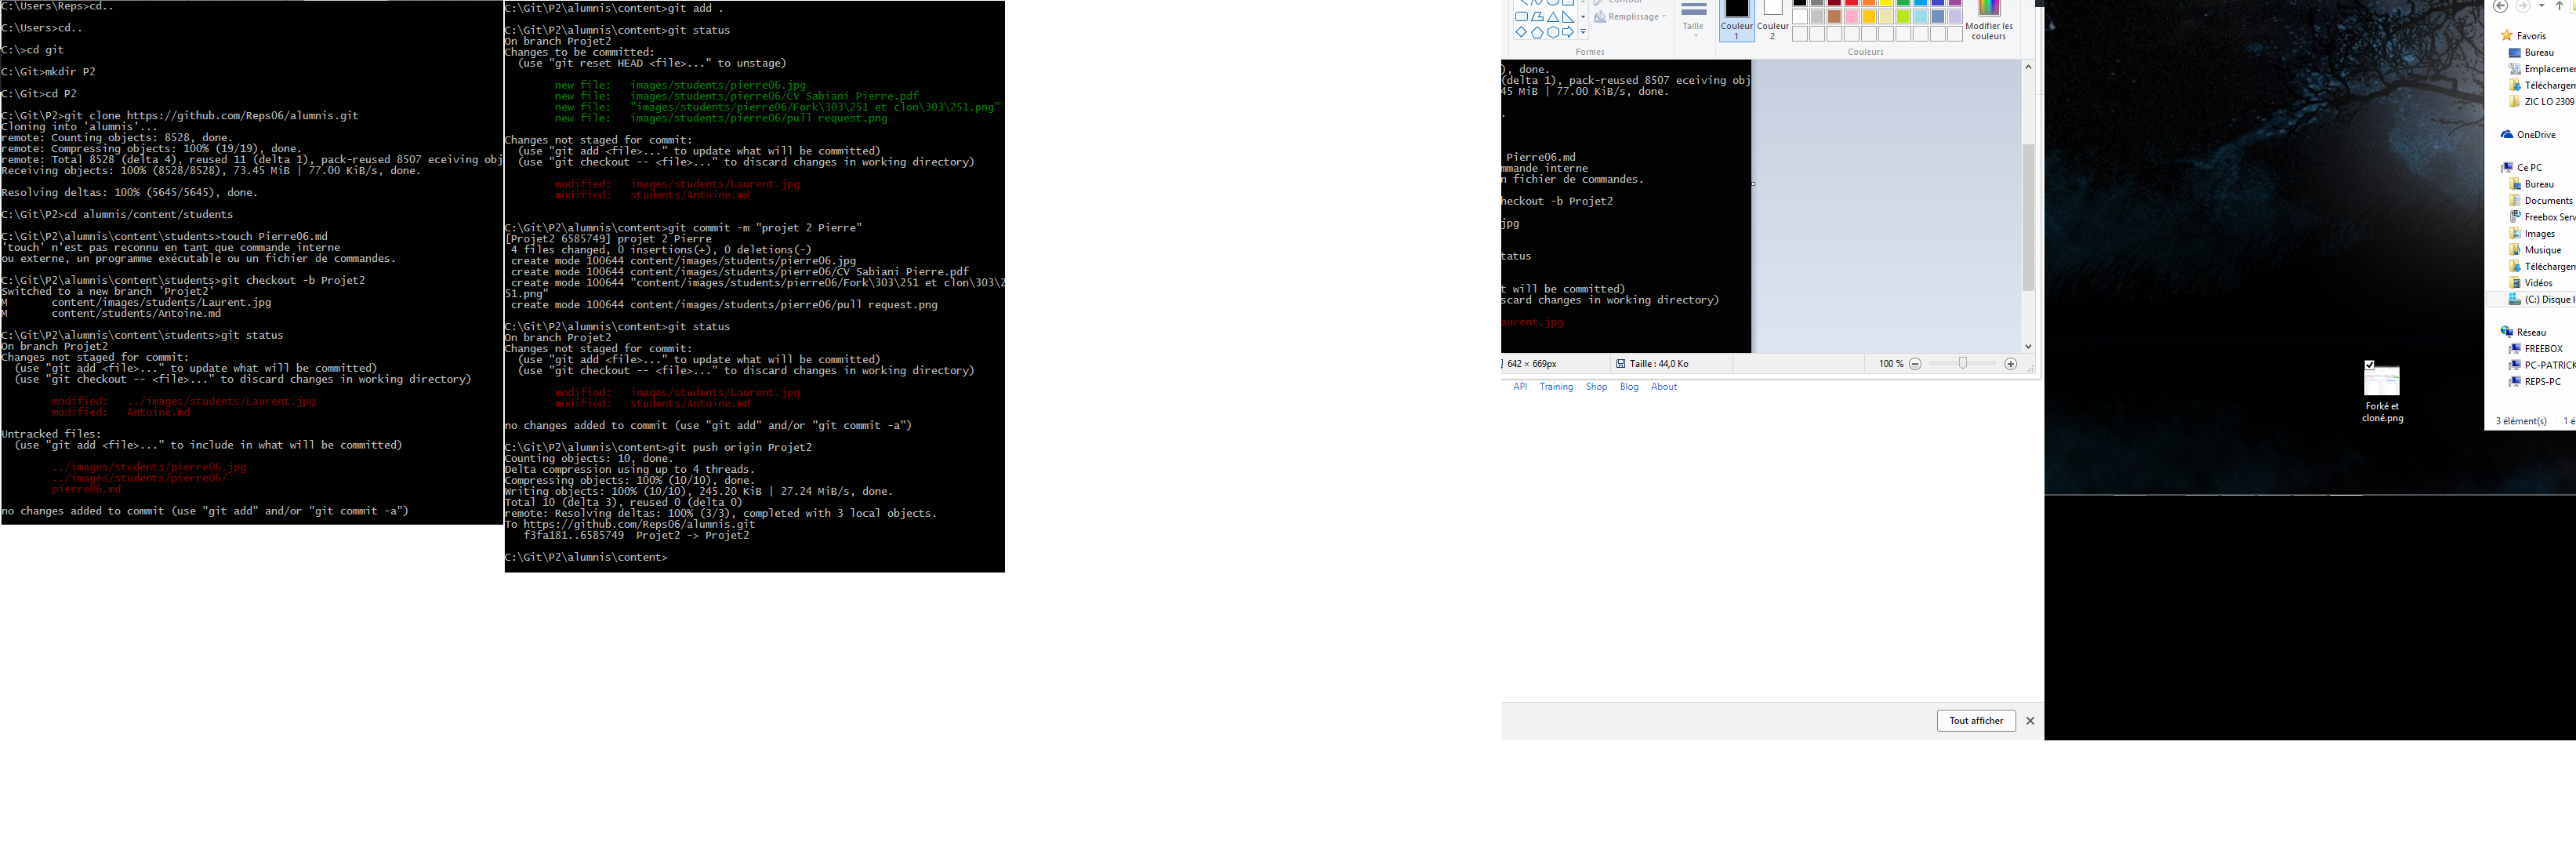 C:\Users\Reps>cd..
C:\Users>cd..
C:\>cd git
C:\Git>mkdir P2
C:\Git>cd P2
C:\Git\P2>git clone https://github.com/Reps06/alumnis.git
Cloning into 'alumnis'...
remote: Counting objects: 8528, done.
remote: Compressing objects: 100% (19/19), done.
remote: Total 8528 (delta 4), reused 11 (delta 1), pack-reused 8507 eceiving obj
Receiving objects: 100% (8528/8528), 73.45 MiB | 77.00 KiB/s, done.
Resolving deltas: 100% (5645/5645), done.
C:\Git\P2>cd alumnis/content/students
C:\Git\P2\alumnis\content\students>touch Pierre06.md
'touch' n'est pas reconnu en tant que commande interne
ou externe, un programme exécutable ou un fichier de commandes.
C:\Git\P2\alumnis\content\students>git checkout -b Projet2
Switched to a new branch 'Projet2'
M       content/images/students/Laurent.jpg
M       content/students/Antoine.md
C:\Git\P2\alumnis\content\students>git status
On branch Projet2
Changes not staged for commit:
  (use "git add <file>..." to update what will be committed)
  (use "git checkout -- <file>..." to discard changes in working directory)
        modified:   ../images/students/Laurent.jpg
        modified:   Antoine.md
Untracked files:
  (use "git add <file>..." to include in what will be committed)
        ../images/students/pierre06.jpg
        ../images/students/pierre06/
        pierre06.md
no changes added to commit (use "git add" and/or "git commit -a")
C:\Git\P2\alumnis\content>git add .
C:\Git\P2\alumnis\content>git status
On branch Projet2
Changes to be committed:
  (use "git reset HEAD <file>..." to unstage)
        new file:   images/students/pierre06.jpg
        new file:   images/students/pierre06/CV Sabiani Pierre.pdf
        new file:   "images/students/pierre06/Fork\303\251 et clon\303\251.png"
        new file:   images/students/pierre06/pull request.png
Changes not staged for commit:
  (use "git add <file>..." to update what will be committed)
  (use "git checkout -- <file>..." to discard changes in working directory)
        modified:   images/students/Laurent.jpg
        modified:   students/Antoine.md
C:\Git\P2\alumnis\content>git commit -m "projet 2 Pierre"
[Projet2 6585749] projet 2 Pierre
 4 files changed, 0 insertions(+), 0 deletions(-)
 create mode 100644 content/images/students/pierre06.jpg
 create mode 100644 content/images/students/pierre06/CV Sabiani Pierre.pdf
 create mode 100644 "content/images/students/pierre06/Fork\303\251 et clon\303\2
51.png"
 create mode 100644 content/images/students/pierre06/pull request.png
C:\Git\P2\alumnis\content>git status
On branch Projet2
Changes not staged for commit:
  (use "git add <file>..." to update what will be committed)
  (use "git checkout -- <file>..." to discard changes in working directory)
        modified:   images/students/Laurent.jpg
        modified:   students/Antoine.md
no changes added to commit (use "git add" and/or "git commit -a")
C:\Git\P2\alumnis\content>git push origin Projet2
Counting objects: 10, done.
Delta compression using up to 4 threads.
Compressing objects: 100% (10/10), done.
Writing objects: 100% (10/10), 245.20 KiB | 27.24 MiB/s, done.
Total 10 (delta 3), reused 0 (delta 0)
remote: Resolving deltas: 100% (3/3), completed with 3 local objects.
To https://github.com/Reps06/alumnis.git
   f3fa181..6585749  Projet2 -> Projet2
C:\Git\P2\alumnis\content>
Contour
Remplissage
Taille
Couleur 1
Couleur 2
Modifier les couleurs
Formes
Couleurs
), done.
(delta 1), pack-reused 8507 eceiving obj
45 MiB | 77.00 KiB/s, done.
.
Pierre06.md
mmande interne
n fichier de commandes.
heckout -b Projet2
jpg
tatus
t will be committed)
scard changes in working directory)
aurent.jpg
642 × 669px
Taille : 44,0 Ko
100 %
API Training Shop Blog About
Tout afficher
Forké et
cloné.png
Favoris
Bureau
Emplacemen
Téléchargem
ZIC LO 2309
OneDrive
Ce PC
Bureau
Documents
Freebox Serv
Images
Musique
Téléchargem
Vidéos
(C:) Disque l
Réseau
FREEBOX
PC-PATRICK
REPS-PC
3 élément(s)
1 é